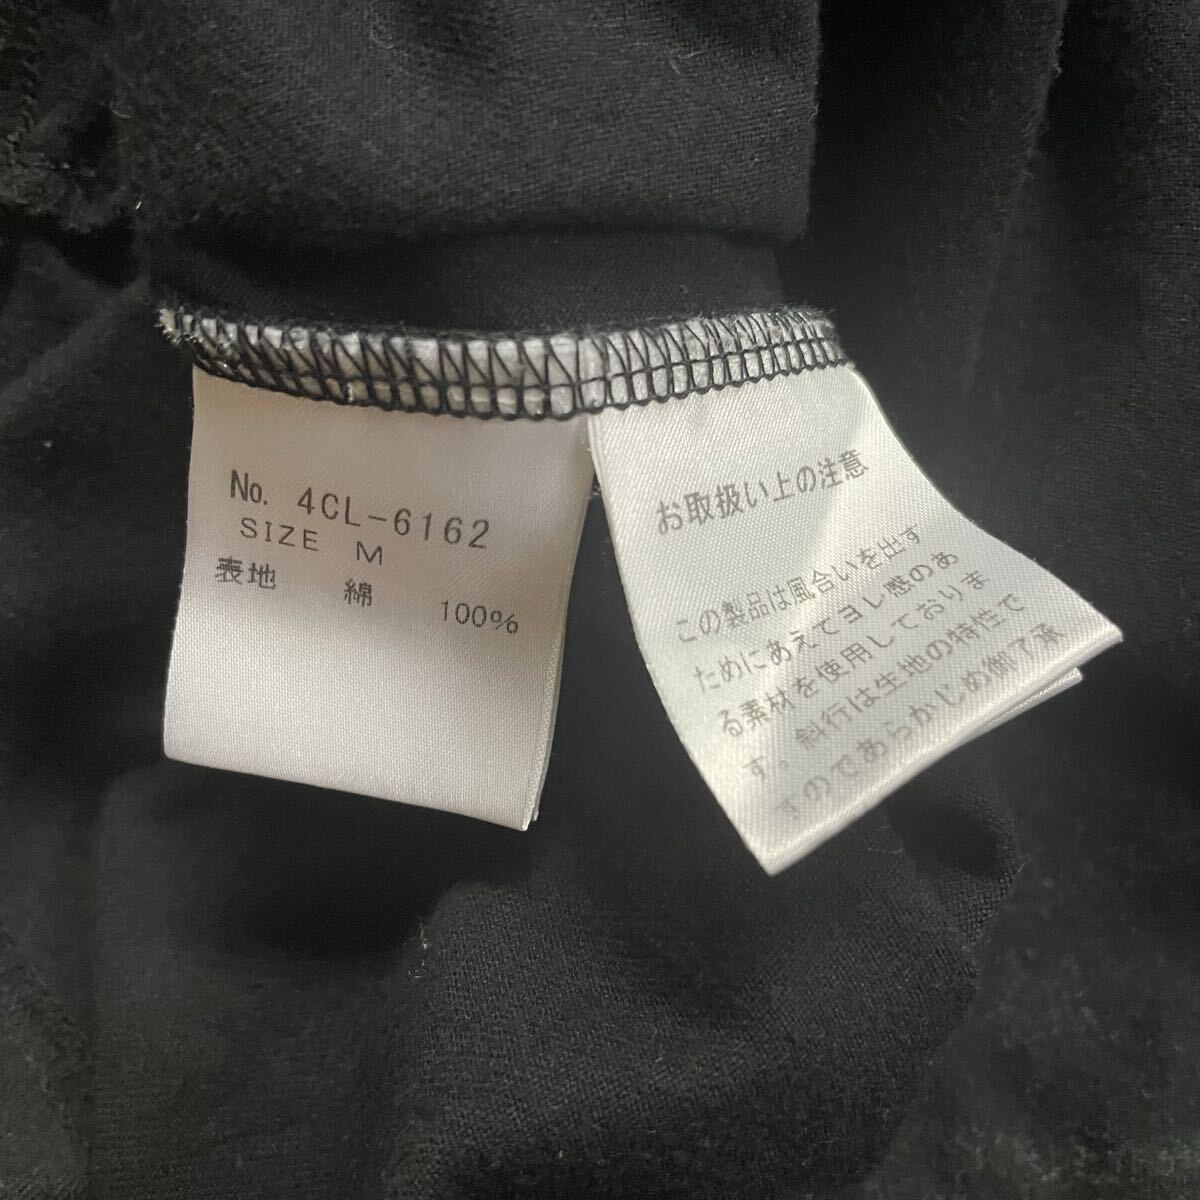 No. 4CL-6162
SIZE M
表地 綿 100%
お取扱い上の注意
この製品は風合いを出す
ためにあえてヨレ感のあ
る素材を使用しておりま
す。斜行は生地の特性で
すのであらかじめ御了承